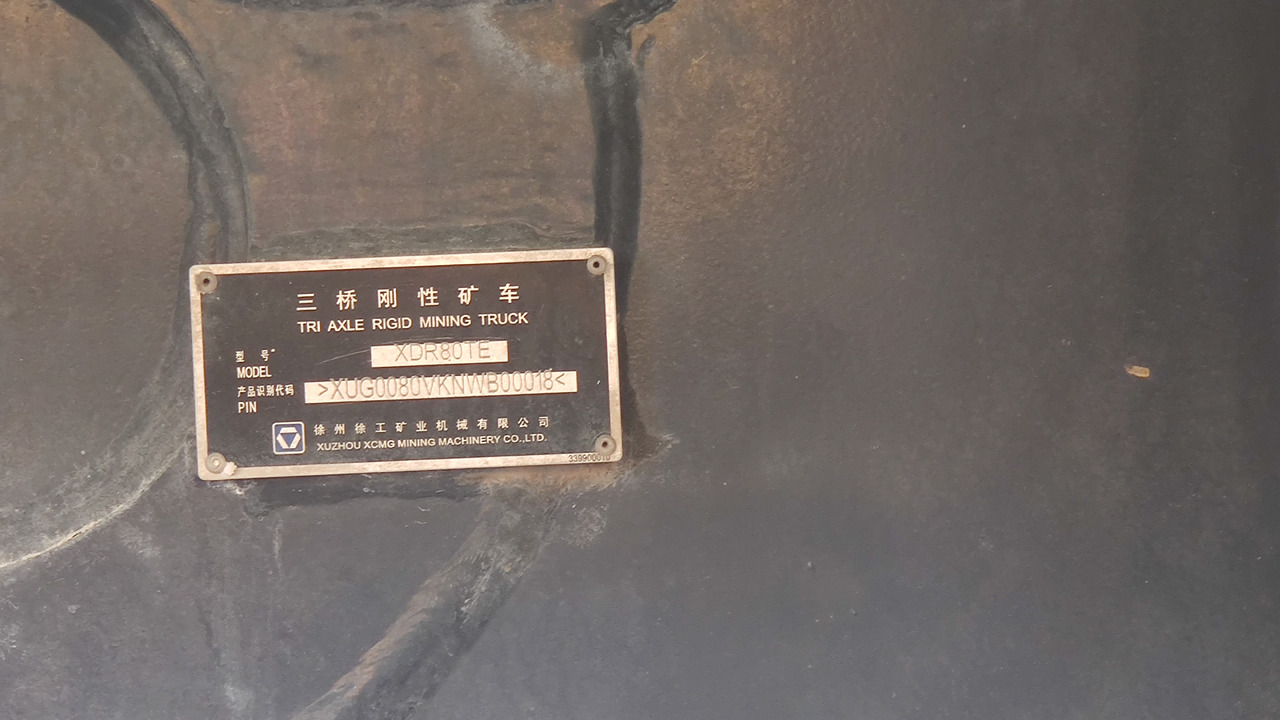 三桥刚性矿车
TRI AXLE RIGID MINING TRUCK
型 号 XDR80TE
MODEL
产品识别代码 >XUG0080VKNWB00018<
PIN
徐州徐工矿业机械有限公司
XUZHOU XCMG MINING MACHINERY CO.,LTD.